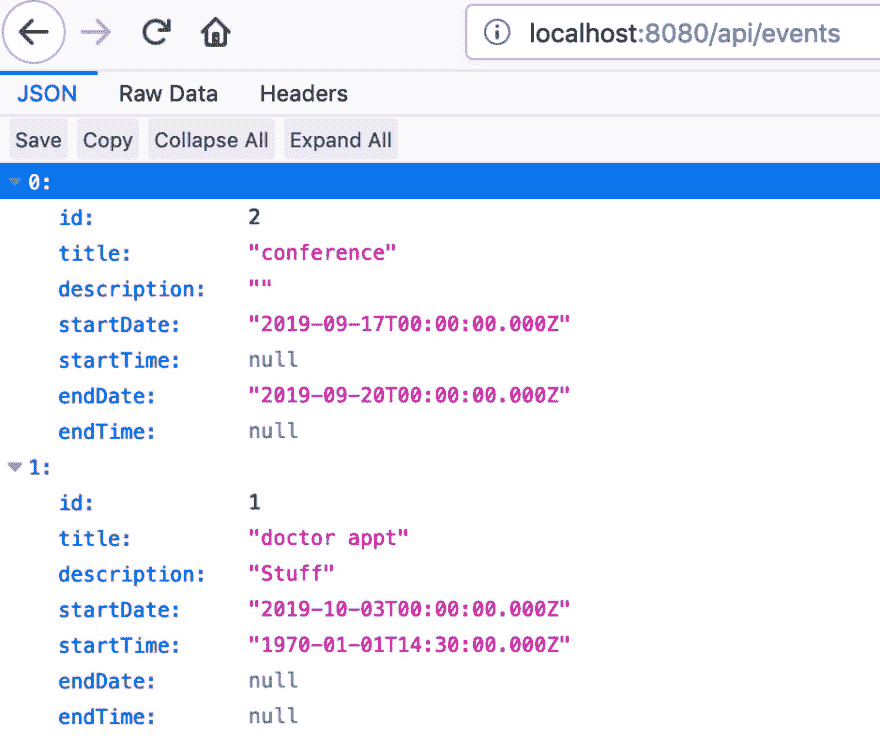 localhost:8080/api/events
JSON Raw Data Headers
Save Copy Collapse All Expand All
0:
id: 2
title: "conference"
description: ""
startDate: "2019-09-17T00:00:00.000Z"
startTime: null
endDate: "2019-09-20T00:00:00.000Z"
endTime: null
1:
id: 1
title: "doctor appt"
description: "Stuff"
startDate: "2019-10-03T00:00:00.000Z"
startTime: "1970-01-01T14:30:00.000Z"
endDate: null
endTime: null